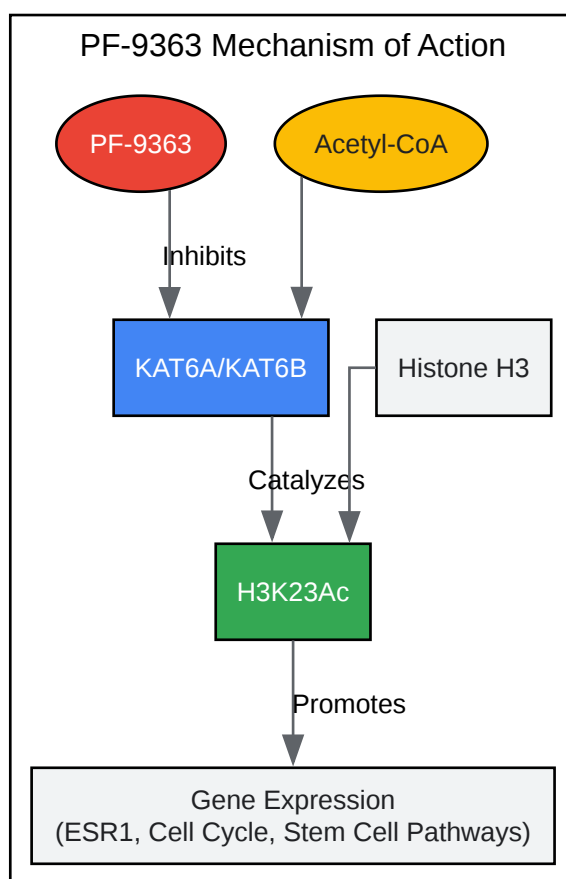 PF-9363 Mechanism of Action
PF-9363
Acetyl-CoA
Inhibits
KAT6A/KAT6B
Histone H3
Catalyzes
H3K23Ac
Promotes
Gene Expression
(ESR1, Cell Cycle, Stem Cell Pathways)